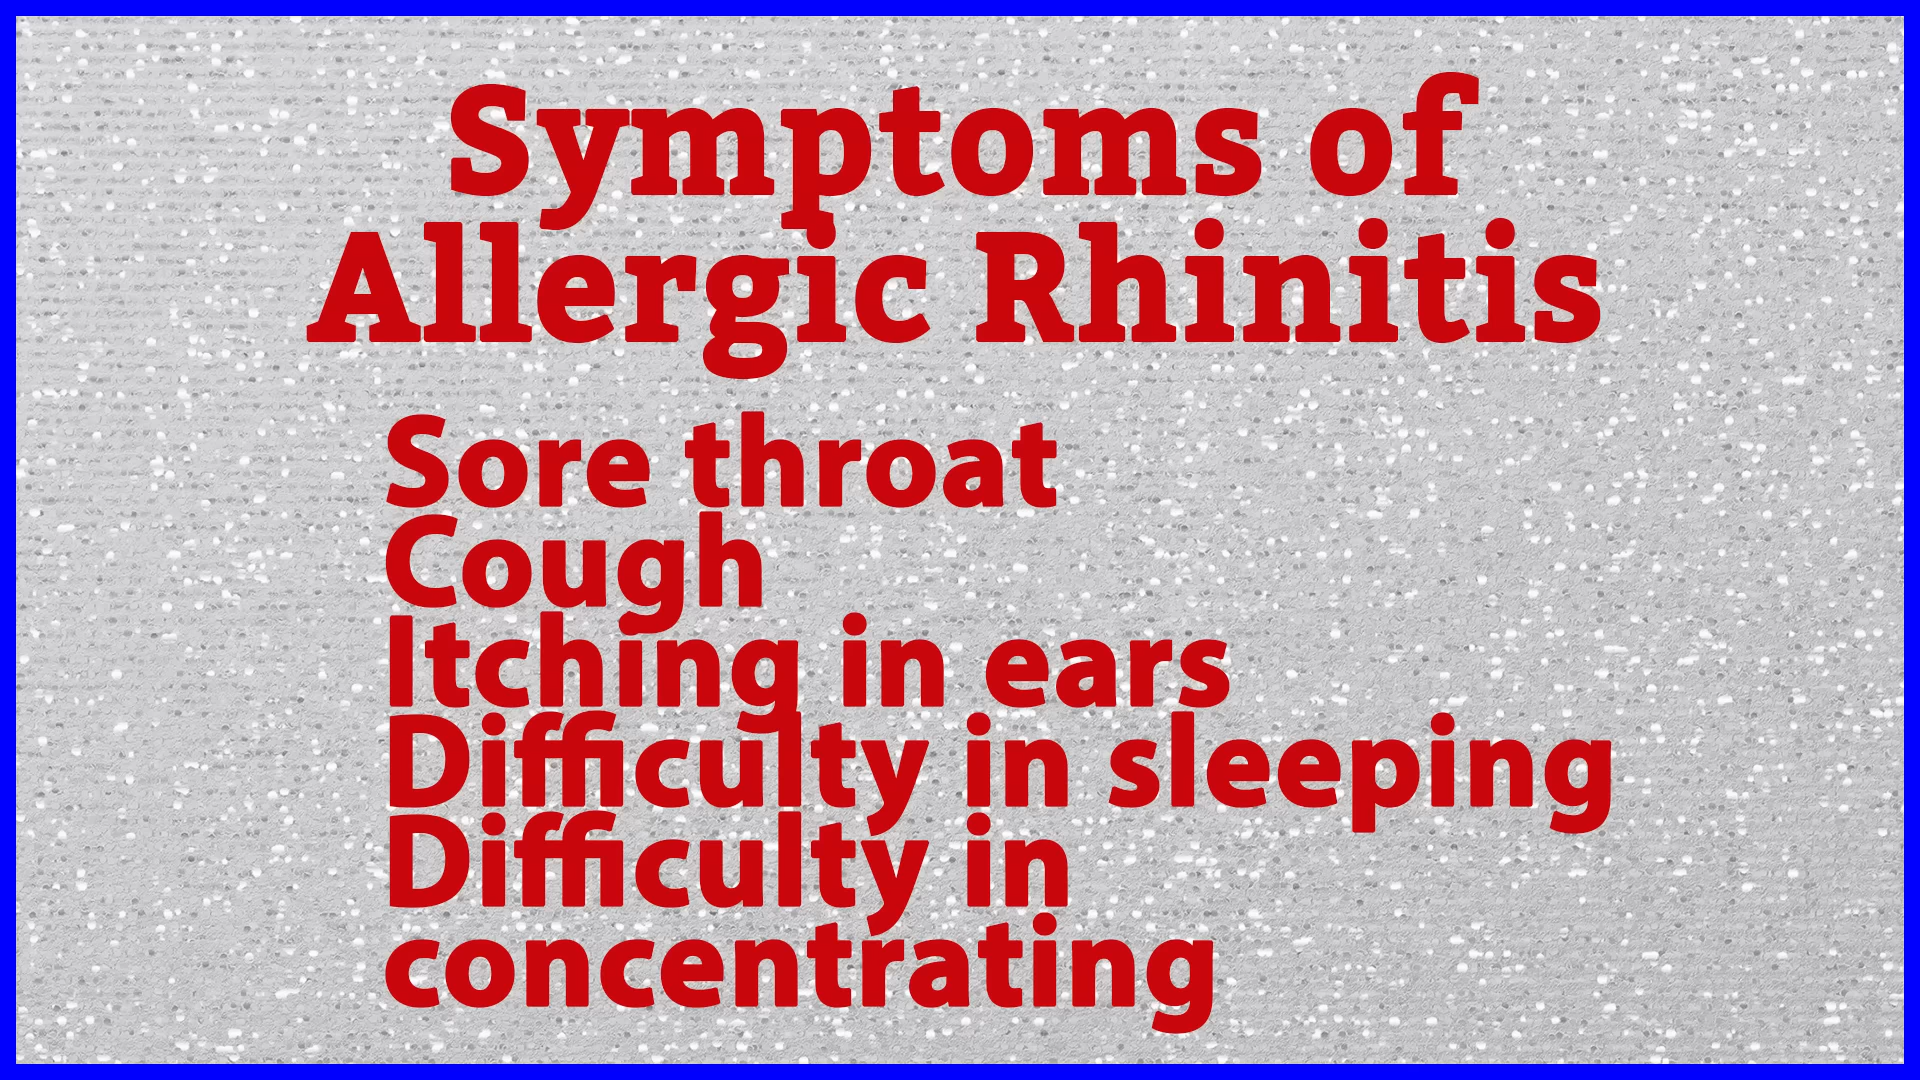 Symptoms of
Allergic Rhinitis
Sore throat
Cough
Itching in ears
Difficulty in sleeping
Difficulty in
concentrating